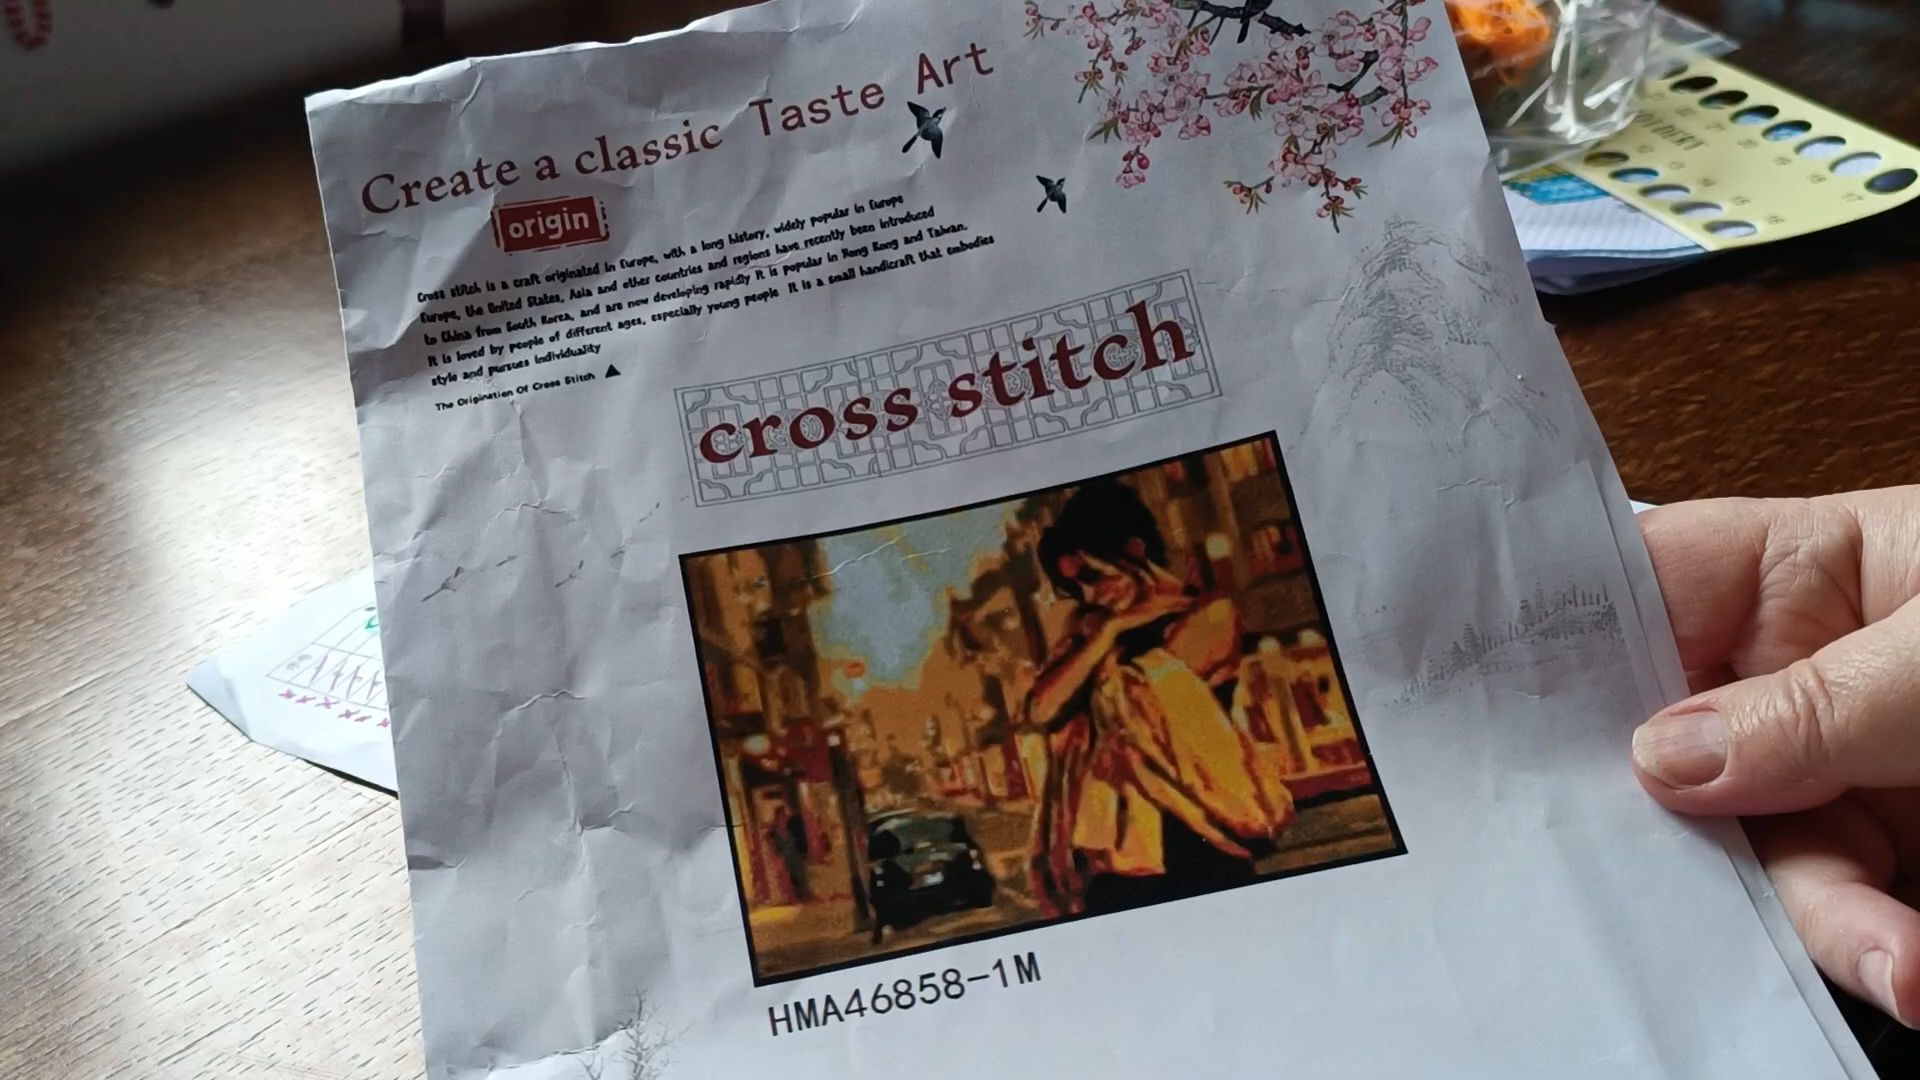 Create a classic Taste Art
origin
Cross stitch is a craft originated in Europe, with a long history, widely popular in Europe
Europe, the United States, Asia and other countries and regions have recently been introduced
to China from South Korea, and are now developing rapidly It is popular in Hong Kong and Taiwan.
It is loved by people of different ages, especially young people It is a small handicraft that embodies
style and pursues individuality
The Origination Of Cross Stitch
cross stitch
HMA46858-1M